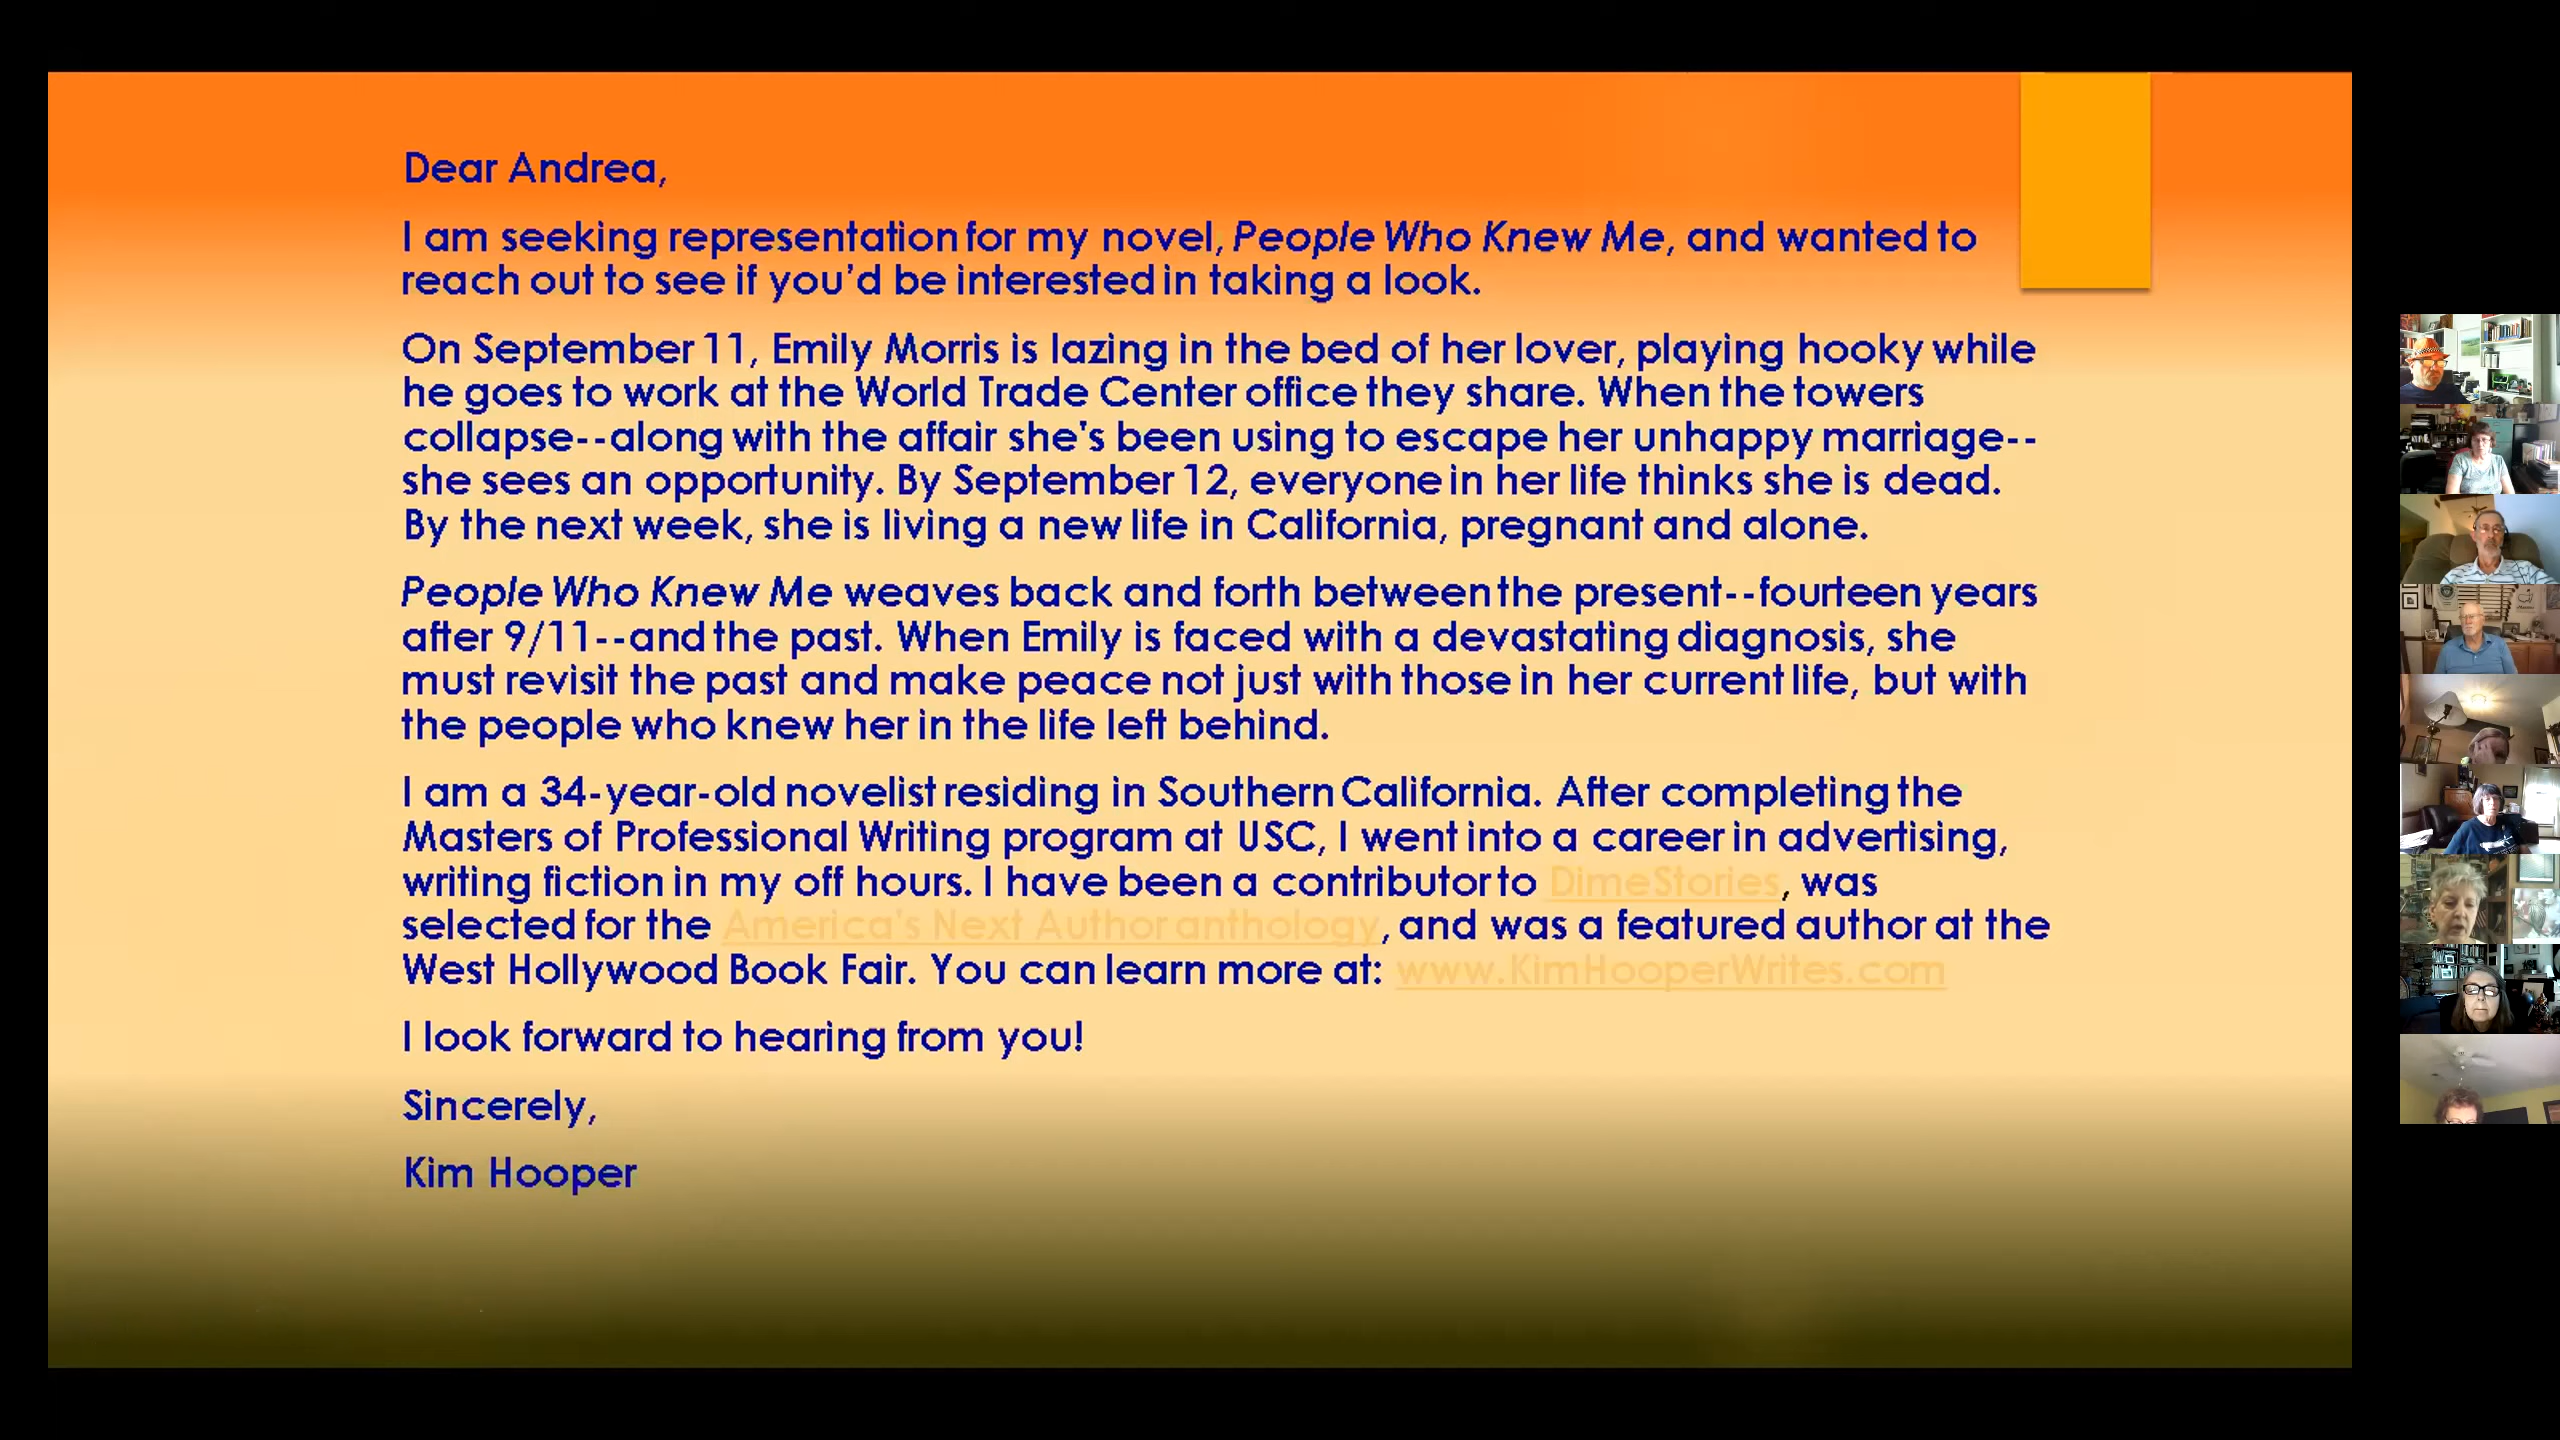 Dear Andrea,
I am seeking representation for my novel, People Who Knew Me, and wanted to
reach out to see if you’d be interested in taking a look.
On September 11, Emily Morris is lazing in the bed of her lover, playing hooky while
he goes to work at the World Trade Center office they share. When the towers
collapse--along with the affair she's been using to escape her unhappy marriage--
she sees an opportunity. By September 12, everyone in her life thinks she is dead.
By the next week, she is living a new life in California, pregnant and alone.
People Who Knew Me weaves back and forth between the present--fourteen years
after 9/11--and the past. When Emily is faced with a devastating diagnosis, she
must revisit the past and make peace not just with those in her current life, but with
the people who knew her in the life left behind.
I am a 34-year-old novelist residing in Southern California. After completing the
Masters of Professional Writing program at USC, I went into a career in advertising,
writing fiction in my off hours. I have been a contributor to DimeStories, was
selected for the America's Next Author anthology, and was a featured author at the
West Hollywood Book Fair. You can learn more at: www.KimHooperWrites.com
I look forward to hearing from you!
Sincerely,
Kim Hooper